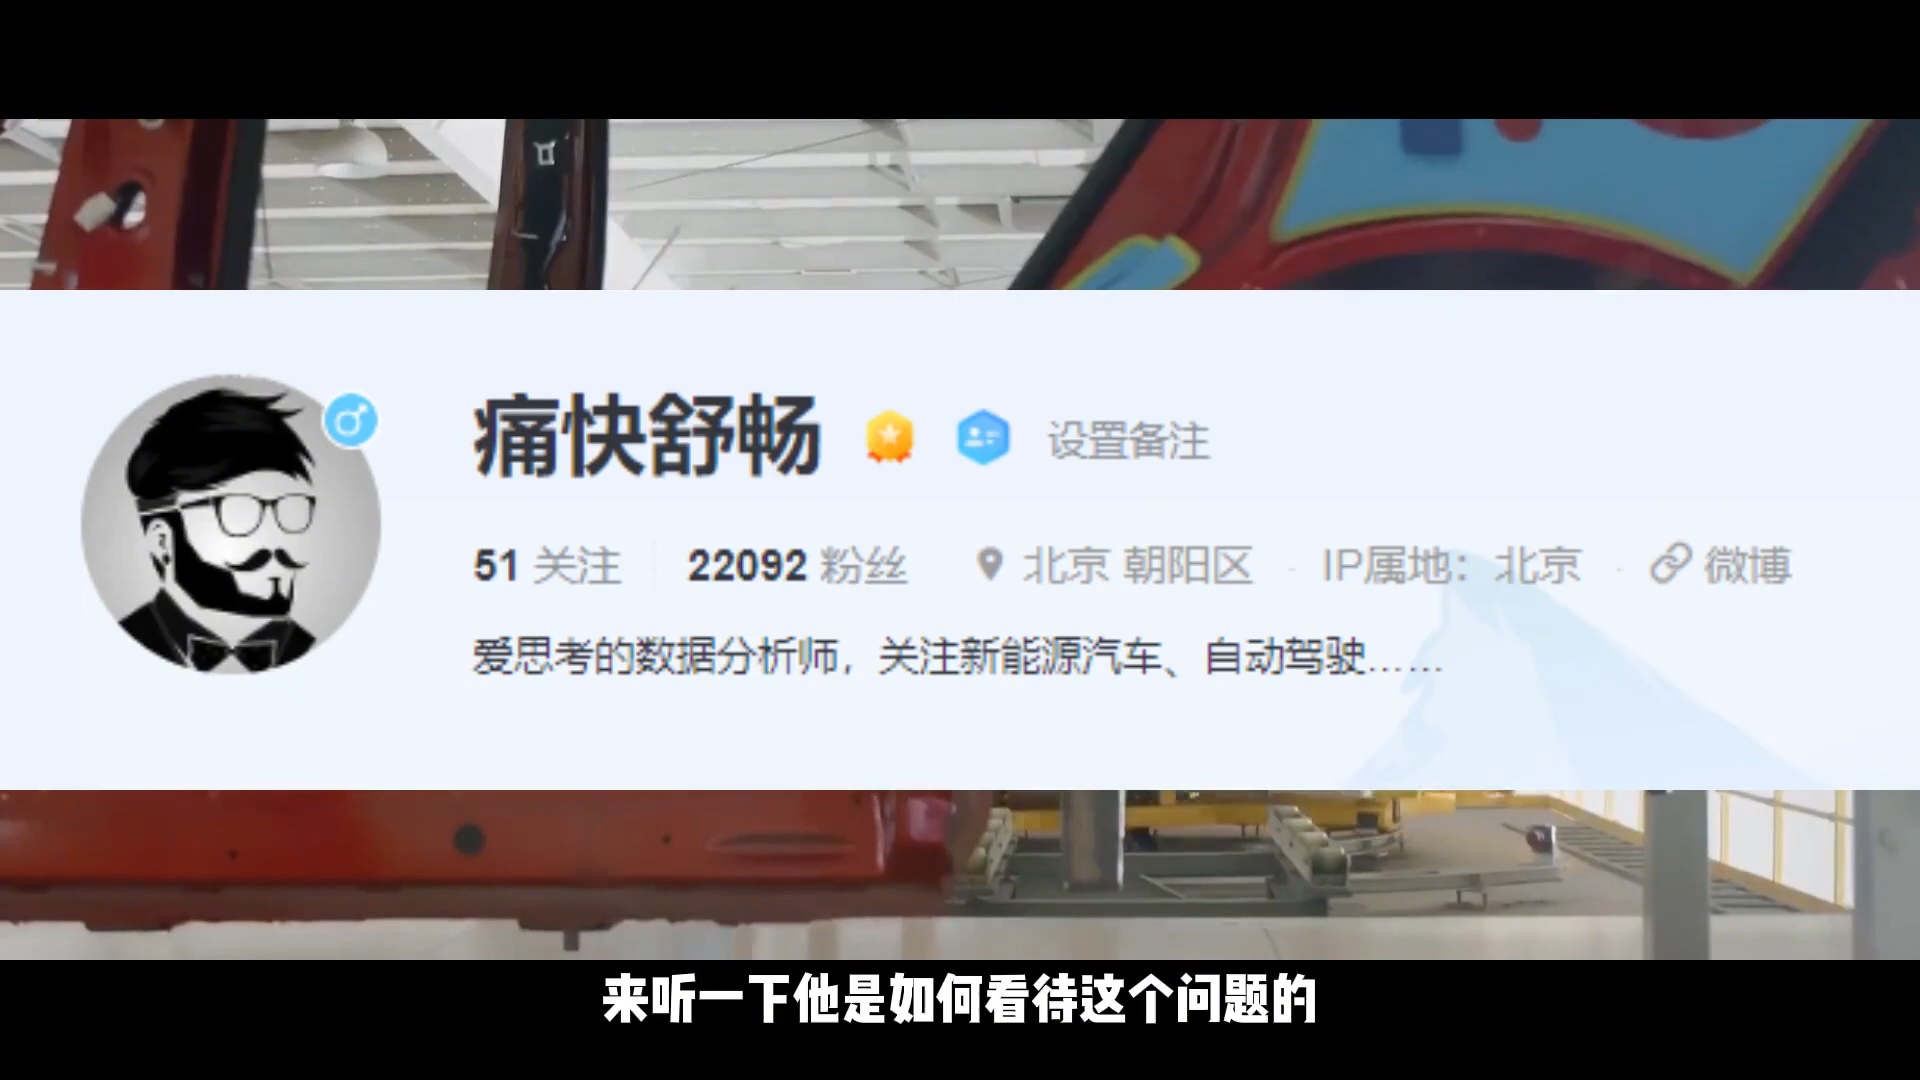 痛快舒畅 设置备注
51 关注 22092 粉丝 北京 朝阳区 · IP属地：北京 · 微博
爱思考的数据分析师，关注新能源汽车、自动驾驶……
来听一下他是如何看待这个问题的